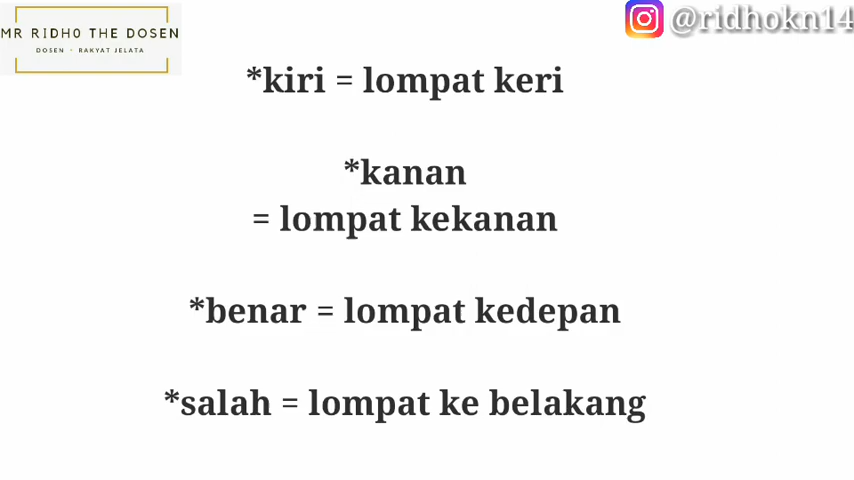 MR RIDHO THE DOSEN
DOSEN - RAKYAT JELATA
@ridhokn14
*kiri = lompat keri
*kanan
= lompat kekanan
*benar = lompat kedepan
*salah = lompat ke belakang